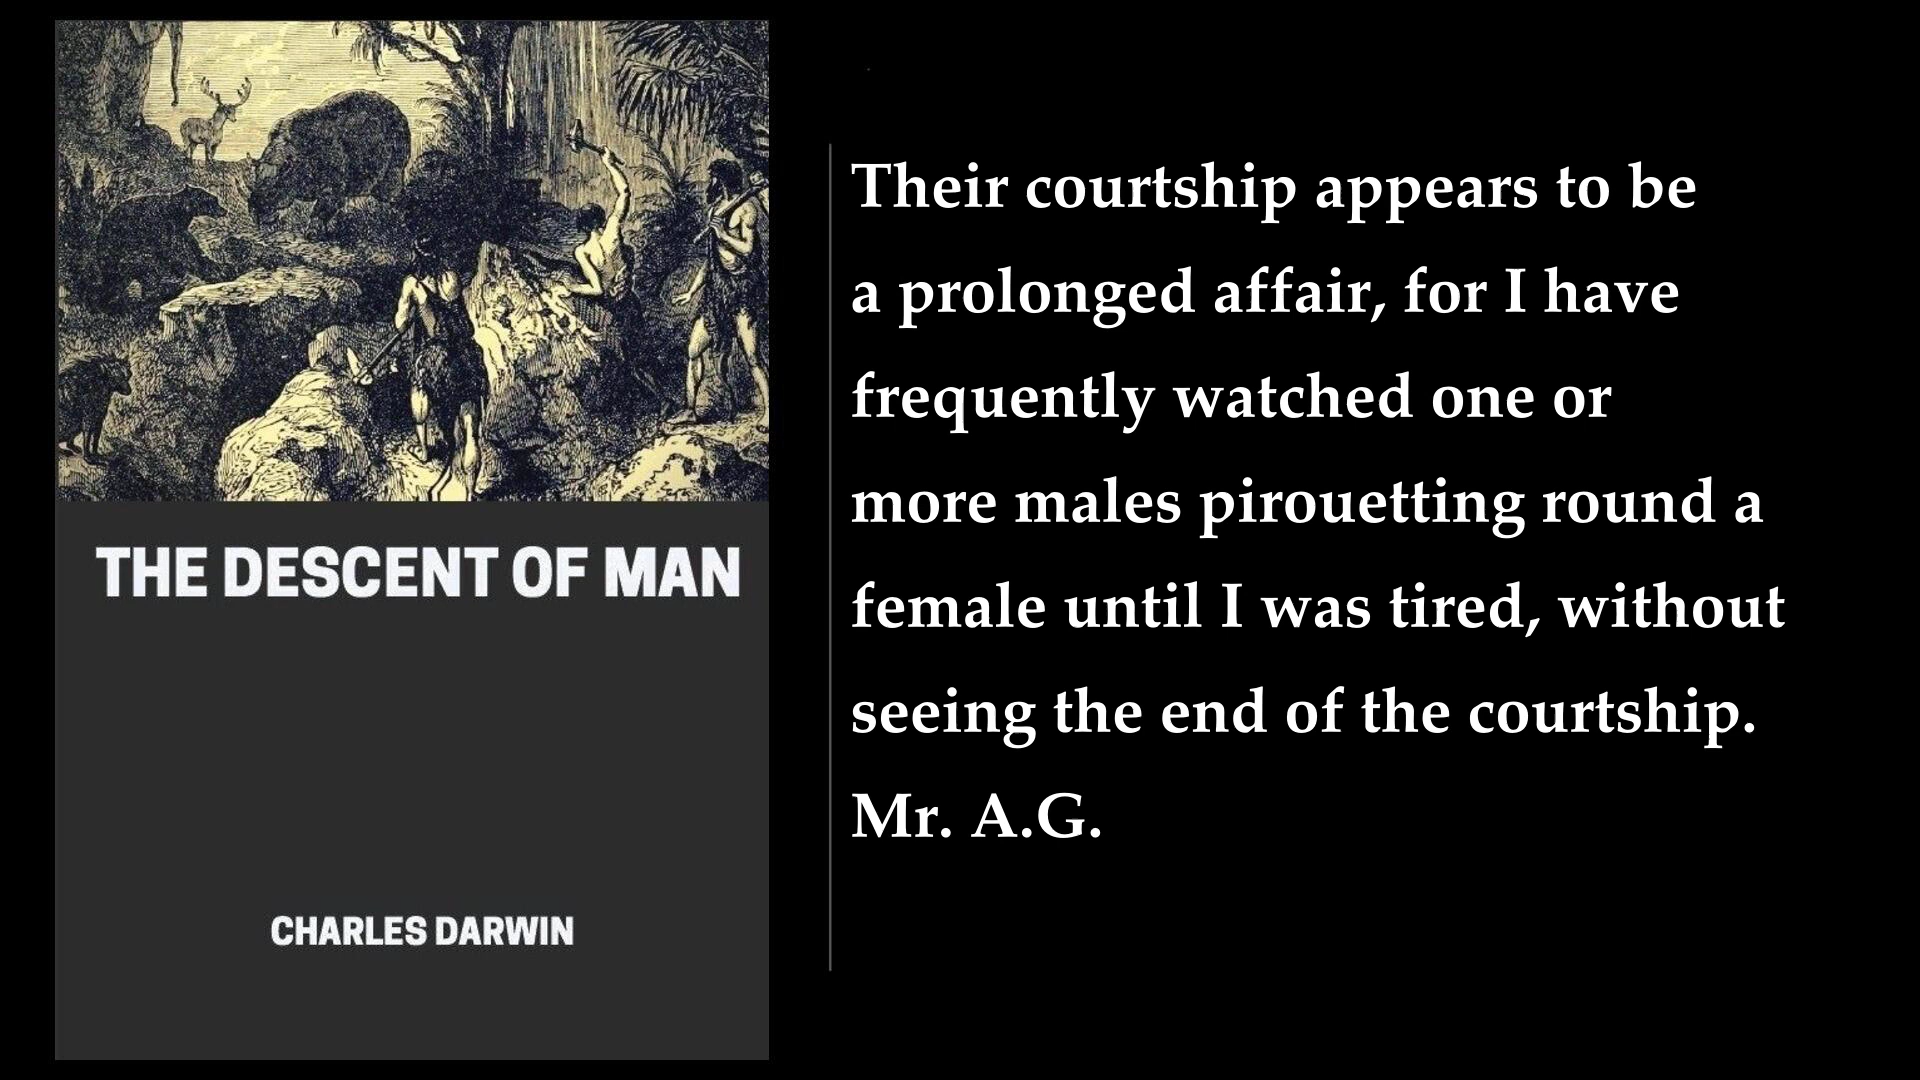 THE DESCENT OF MAN
CHARLES DARWIN
Their courtship appears to be
a prolonged affair, for I have
frequently watched one or
more males pirouetting round a
female until I was tired, without
seeing the end of the courtship.
Mr. A.G.